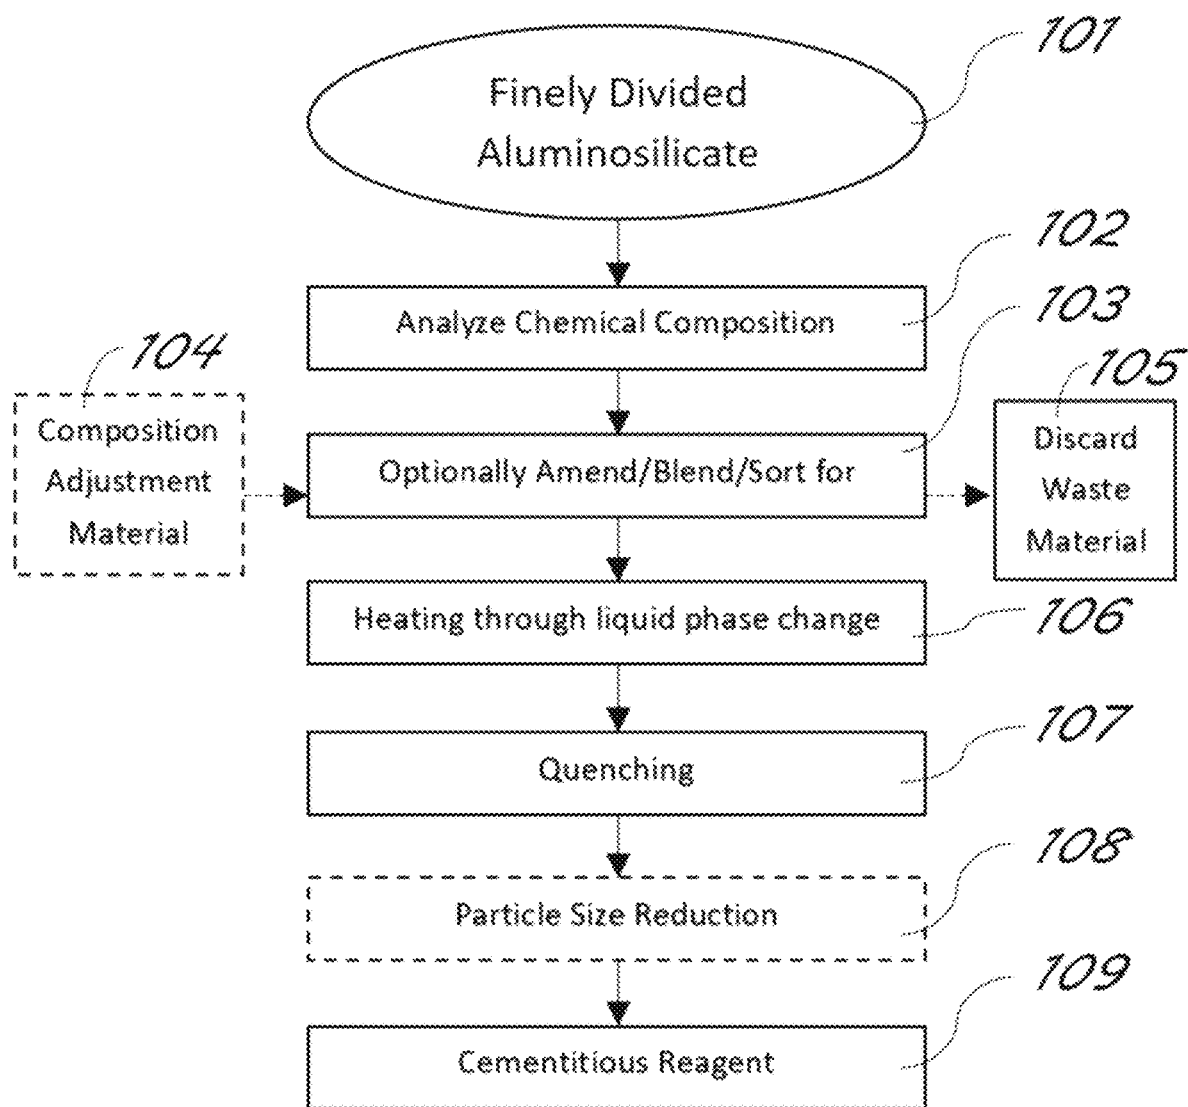 101
Finely Divided
Aluminosilicate
102
Analyze Chemical Composition
103
104
105
Composition
Adjustment
Material
Optionally Amend/Blend/Sort for
Discard
Waste
Material
106
Heating through liquid phase change
107
Quenching
108
Particle Size Reduction
109
Cementitious Reagent